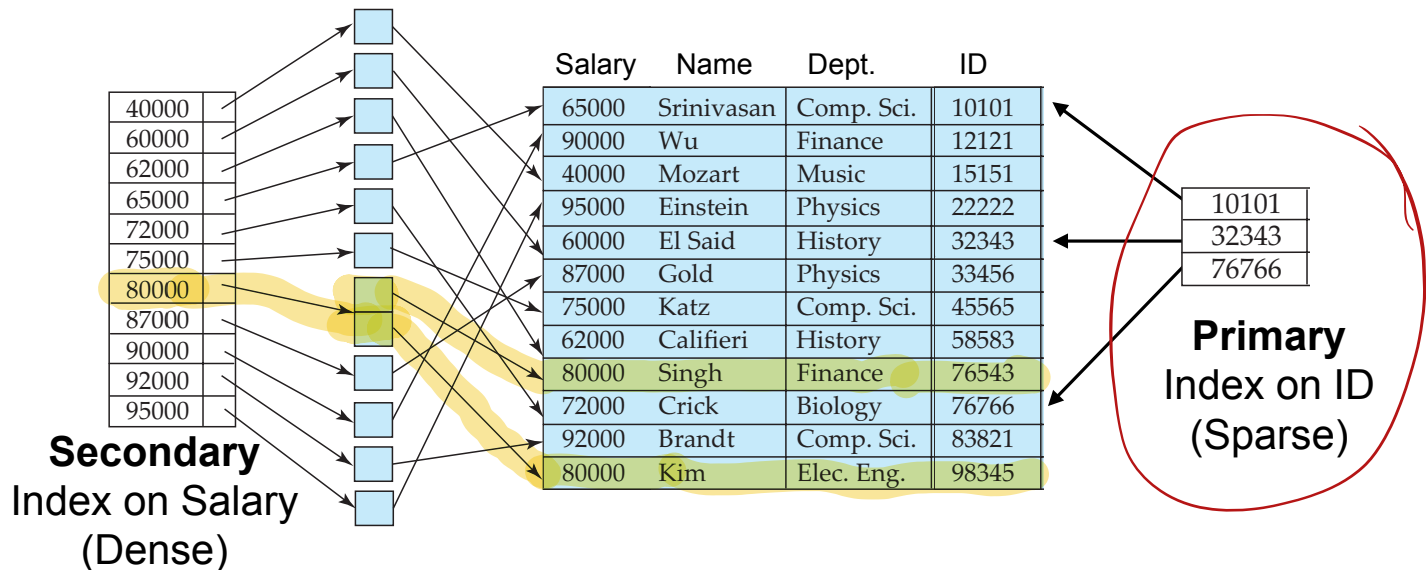 40000
60000
62000
65000
72000
75000
80000
87000
90000
92000
95000
Secondary
Index on Salary
(Dense)
Salary Name Dept. ID
65000 Srinivasan Comp. Sci. 10101
90000 Wu Finance 12121
40000 Mozart Music 15151
95000 Einstein Physics 22222
60000 El Said History 32343
87000 Gold Physics 33456
75000 Katz Comp. Sci. 45565
62000 Califieri History 58583
80000 Singh Finance 76543
72000 Crick Biology 76766
92000 Brandt Comp. Sci. 83821
80000 Kim Elec. Eng. 98345
10101
32343
76766
Primary
Index on ID
(Sparse)